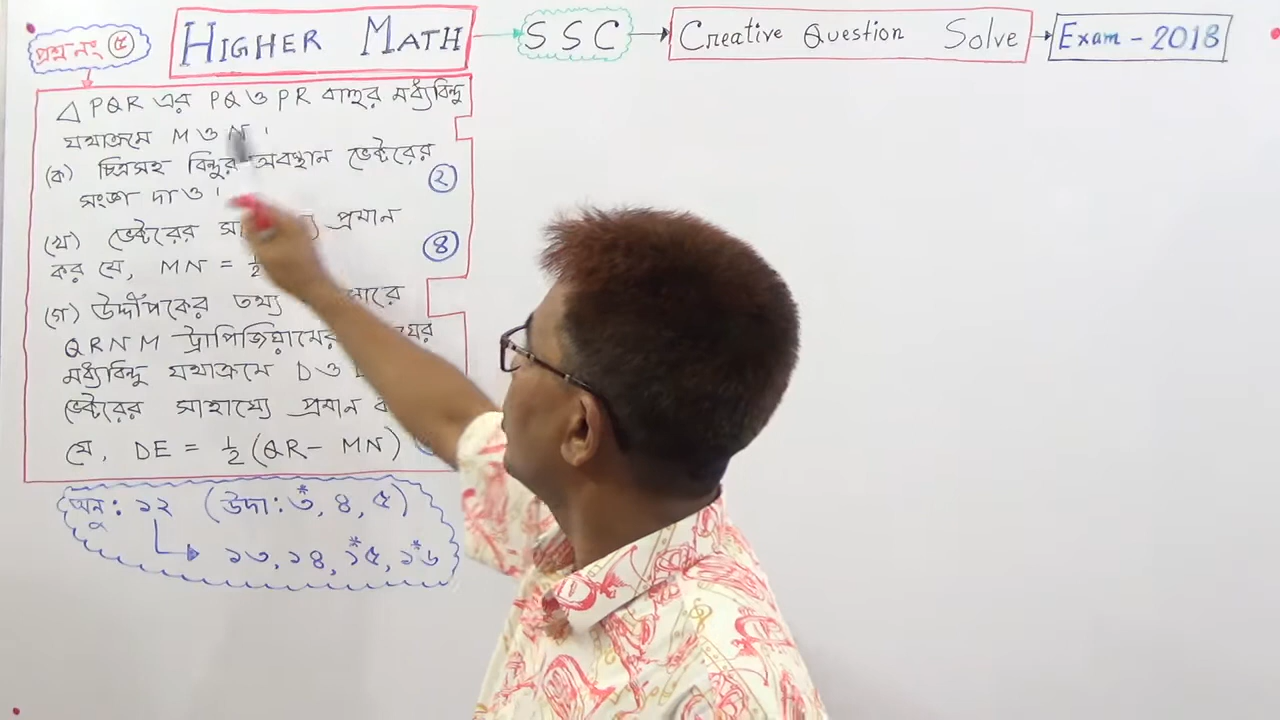 প্রশ্ন নং ৫
HIGHER MATH
SSC
Creative Question Solve
Exam - 2018
△ PQR এর PQ ও PR বাহুর মধ্যবিন্দু
যথাক্রমে M ও N ।
(ক) চিত্রসহ বিন্দুর অবস্থান ভেক্টরের
সংজ্ঞা দাও । ২
(খ) ভেক্টরের প্রমান
কর যে, MN = 1/2 ৪
(গ) উদ্দীপকের তথ্য
QRNM ট্রাপিজিয়ামের
মধ্যবিন্দু যথাক্রমে D ও
ভেক্টরের সাহায্যে প্রমান
যে, DE = 1/2 (QR - MN)
অনু: ১২ (উদা: ৩*, ৪, ৫)
১৩, ১৪, ১৫*, ১৬*